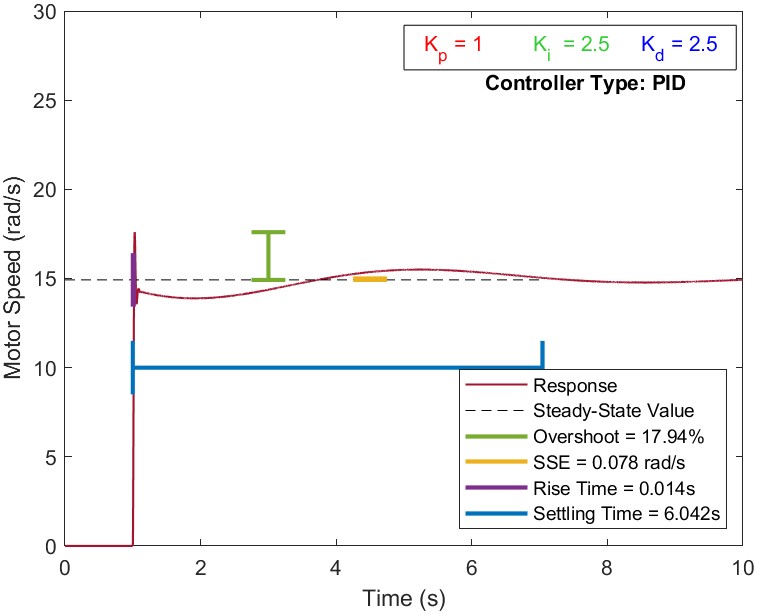 30
25
20
15
10
5
0
Motor Speed (rad/s)
K_p = 1 K_i = 2.5 K_d = 2.5
Controller Type: PID
Response
Steady-State Value
Overshoot = 17.94%
SSE = 0.078 rad/s
Rise Time = 0.014s
Settling Time = 6.042s
0 2 4 6 8 10
Time (s)